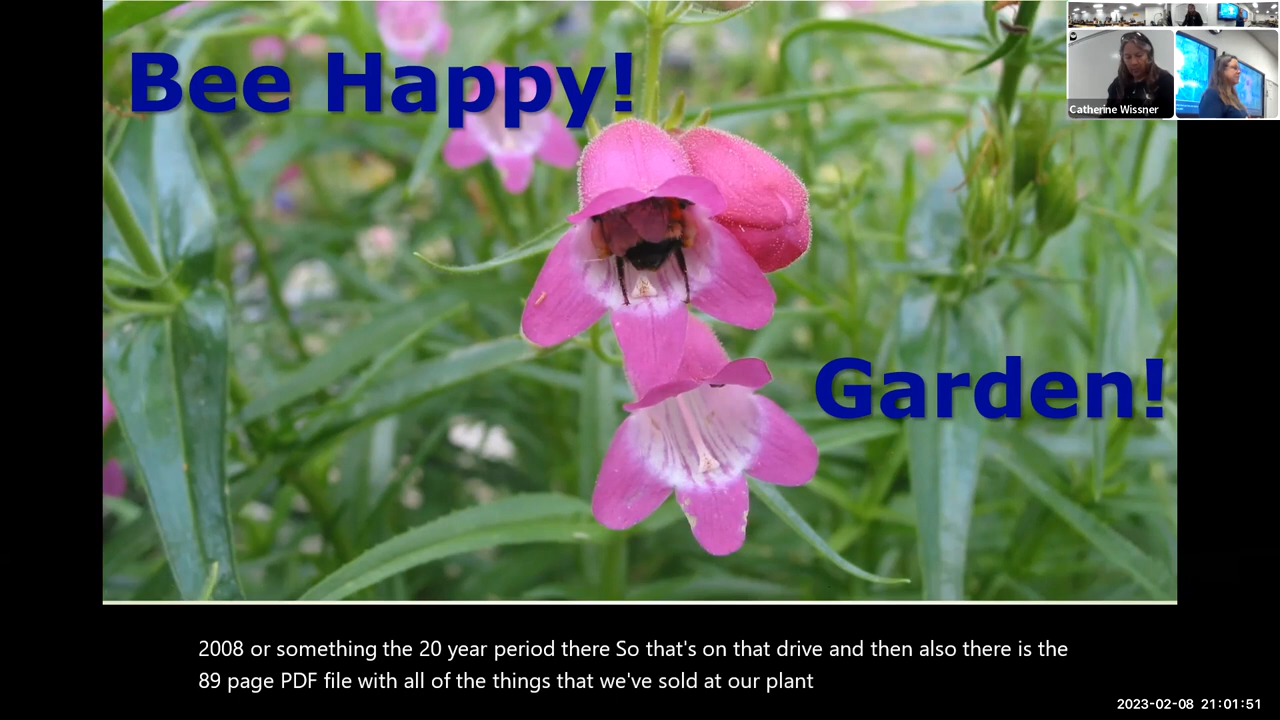 Bee Happy!
Catherine Wissner
Garden!
2008 or something the 20 year period there So that's on that drive and then also there is the
89 page PDF file with all of the things that we've sold at our plant
2023-02-08 21:01:51